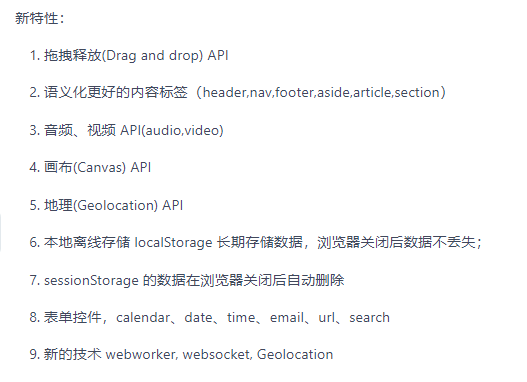 新特性：
1. 拖拽释放(Drag and drop) API
2. 语义化更好的内容标签（header,nav,footer,aside,article,section）
3. 音频、视频 API(audio,video)
4. 画布(Canvas) API
5. 地理(Geolocation) API
6. 本地离线存储 localStorage 长期存储数据，浏览器关闭后数据不丢失；
7. sessionStorage 的数据在浏览器关闭后自动删除
8. 表单控件，calendar、date、time、email、url、search
9. 新的技术 webworker, websocket, Geolocation